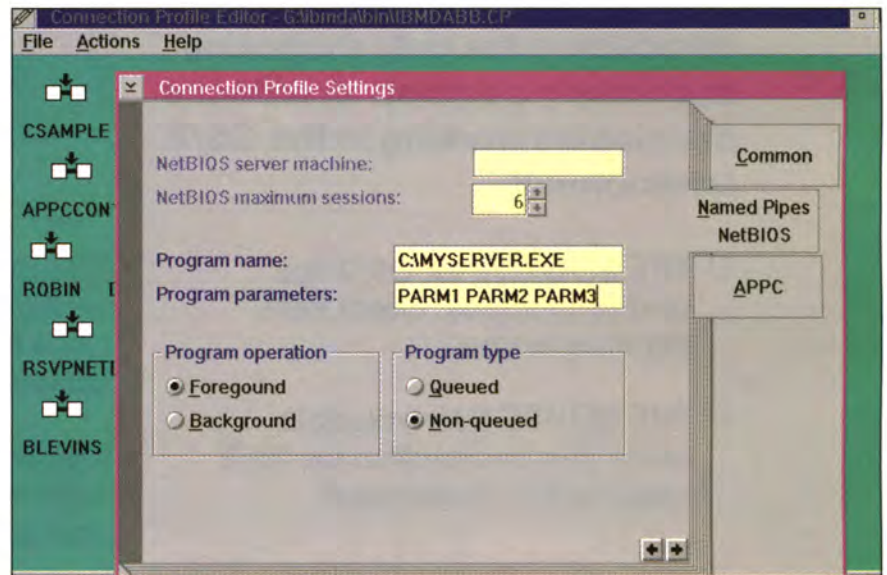 Connection Profile Editor - G:\ibmda\bin\IBMDABB.CP
File Actions Help
Connection Profile Settings
CSAMPLE
APPCCON
ROBIN
RSVPNET
BLEVINS
NetBIOS server machine:
NetBIOS maximum sessions: 6
Program name: C:\MYSERVER.EXE
Program parameters: PARM1 PARM2 PARM3
Program operation
Foregound
Background
Program type
Queued
Non-queued
Common
Named Pipes
NetBIOS
APPC